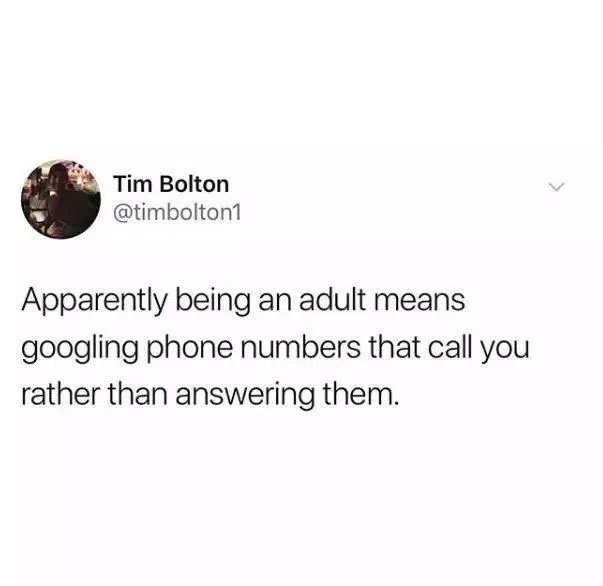 Tim Bolton
@timbolton1
Apparently being an adult means
googling phone numbers that call you
rather than answering them.